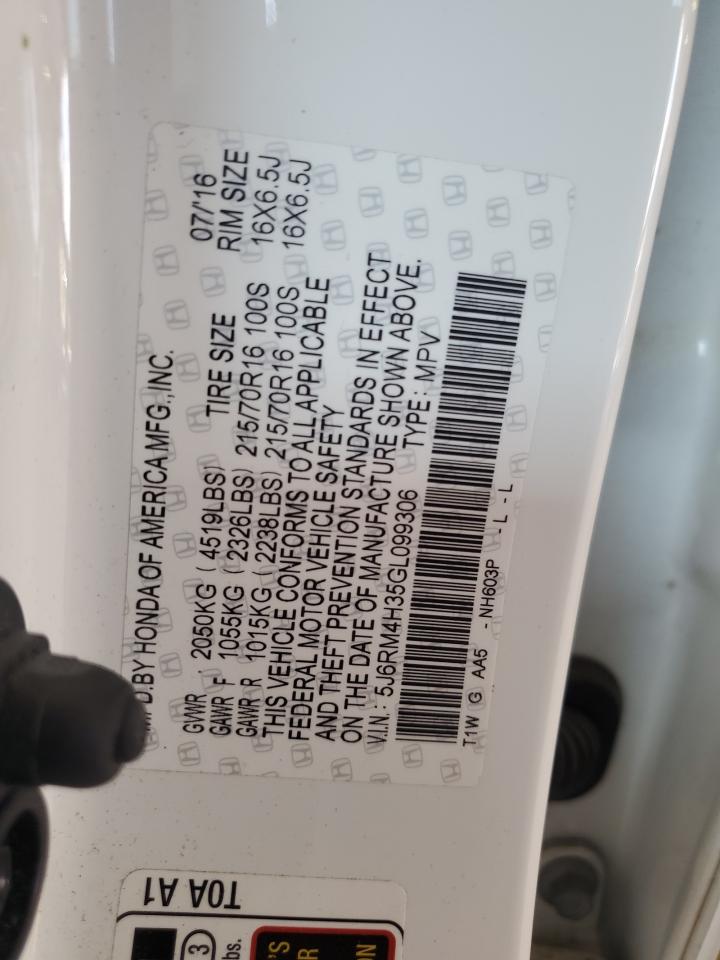 D.BY HONDA OF AMERICA MFG.,INC. 07/'16
GVWR 2050KG (4519LBS) TIRE SIZE RIM SIZE
GAWR F 1055KG (2326LBS) 215/70R16 100S 16X6.5J
GAWR R 1015KG (2238LBS) 215/70R16 100S 16X6.5J
THIS VEHICLE CONFORMS TO ALL APPLICABLE
FEDERAL MOTOR VEHICLE SAFETY
AND THEFT PREVENTION STANDARDS IN EFFECT
ON THE DATE OF MANUFACTURE SHOWN ABOVE.
V.I.N.: 5J6RM4H35GL099306 TYPE: MPV
T1W G AA5 - NH603P - L - L
T0A A1
3
lbs.
'S
R
ON